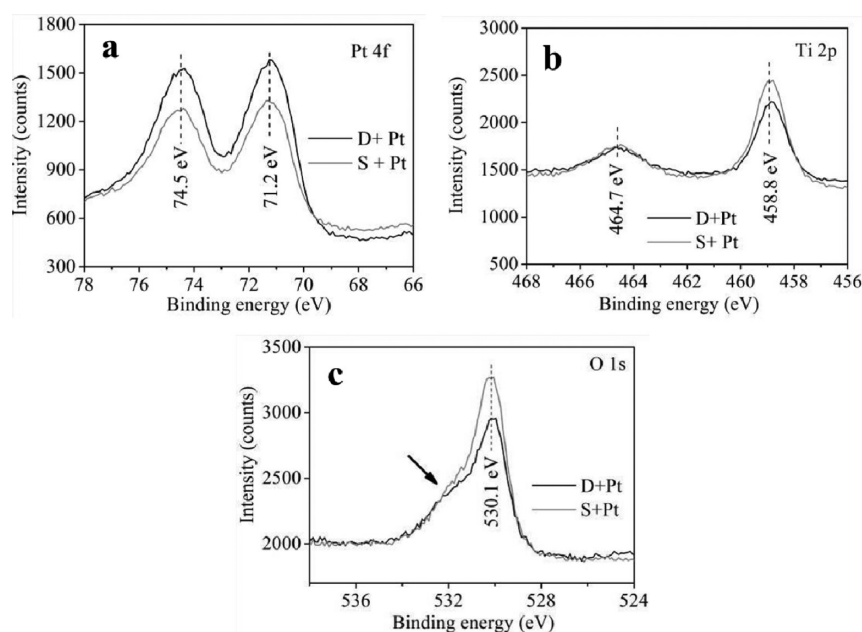 a
Pt 4f
Intensity (counts)
1800
1500
1200
900
600
300
74.5 eV
71.2 eV
D+ Pt
S + Pt
78 76 74 72 70 68 66
Binding energy (eV)
b
Ti 2p
Intensity (counts)
3000
2500
2000
1500
1000
500
464.7 eV
458.8 eV
D+Pt
S+ Pt
468 466 464 462 460 458 456
Binding energy (eV)
c
O 1s
Intensity (counts)
3500
3000
2500
2000
530.1 eV
D+Pt
S+Pt
536 532 528 524
Binding energy (eV)